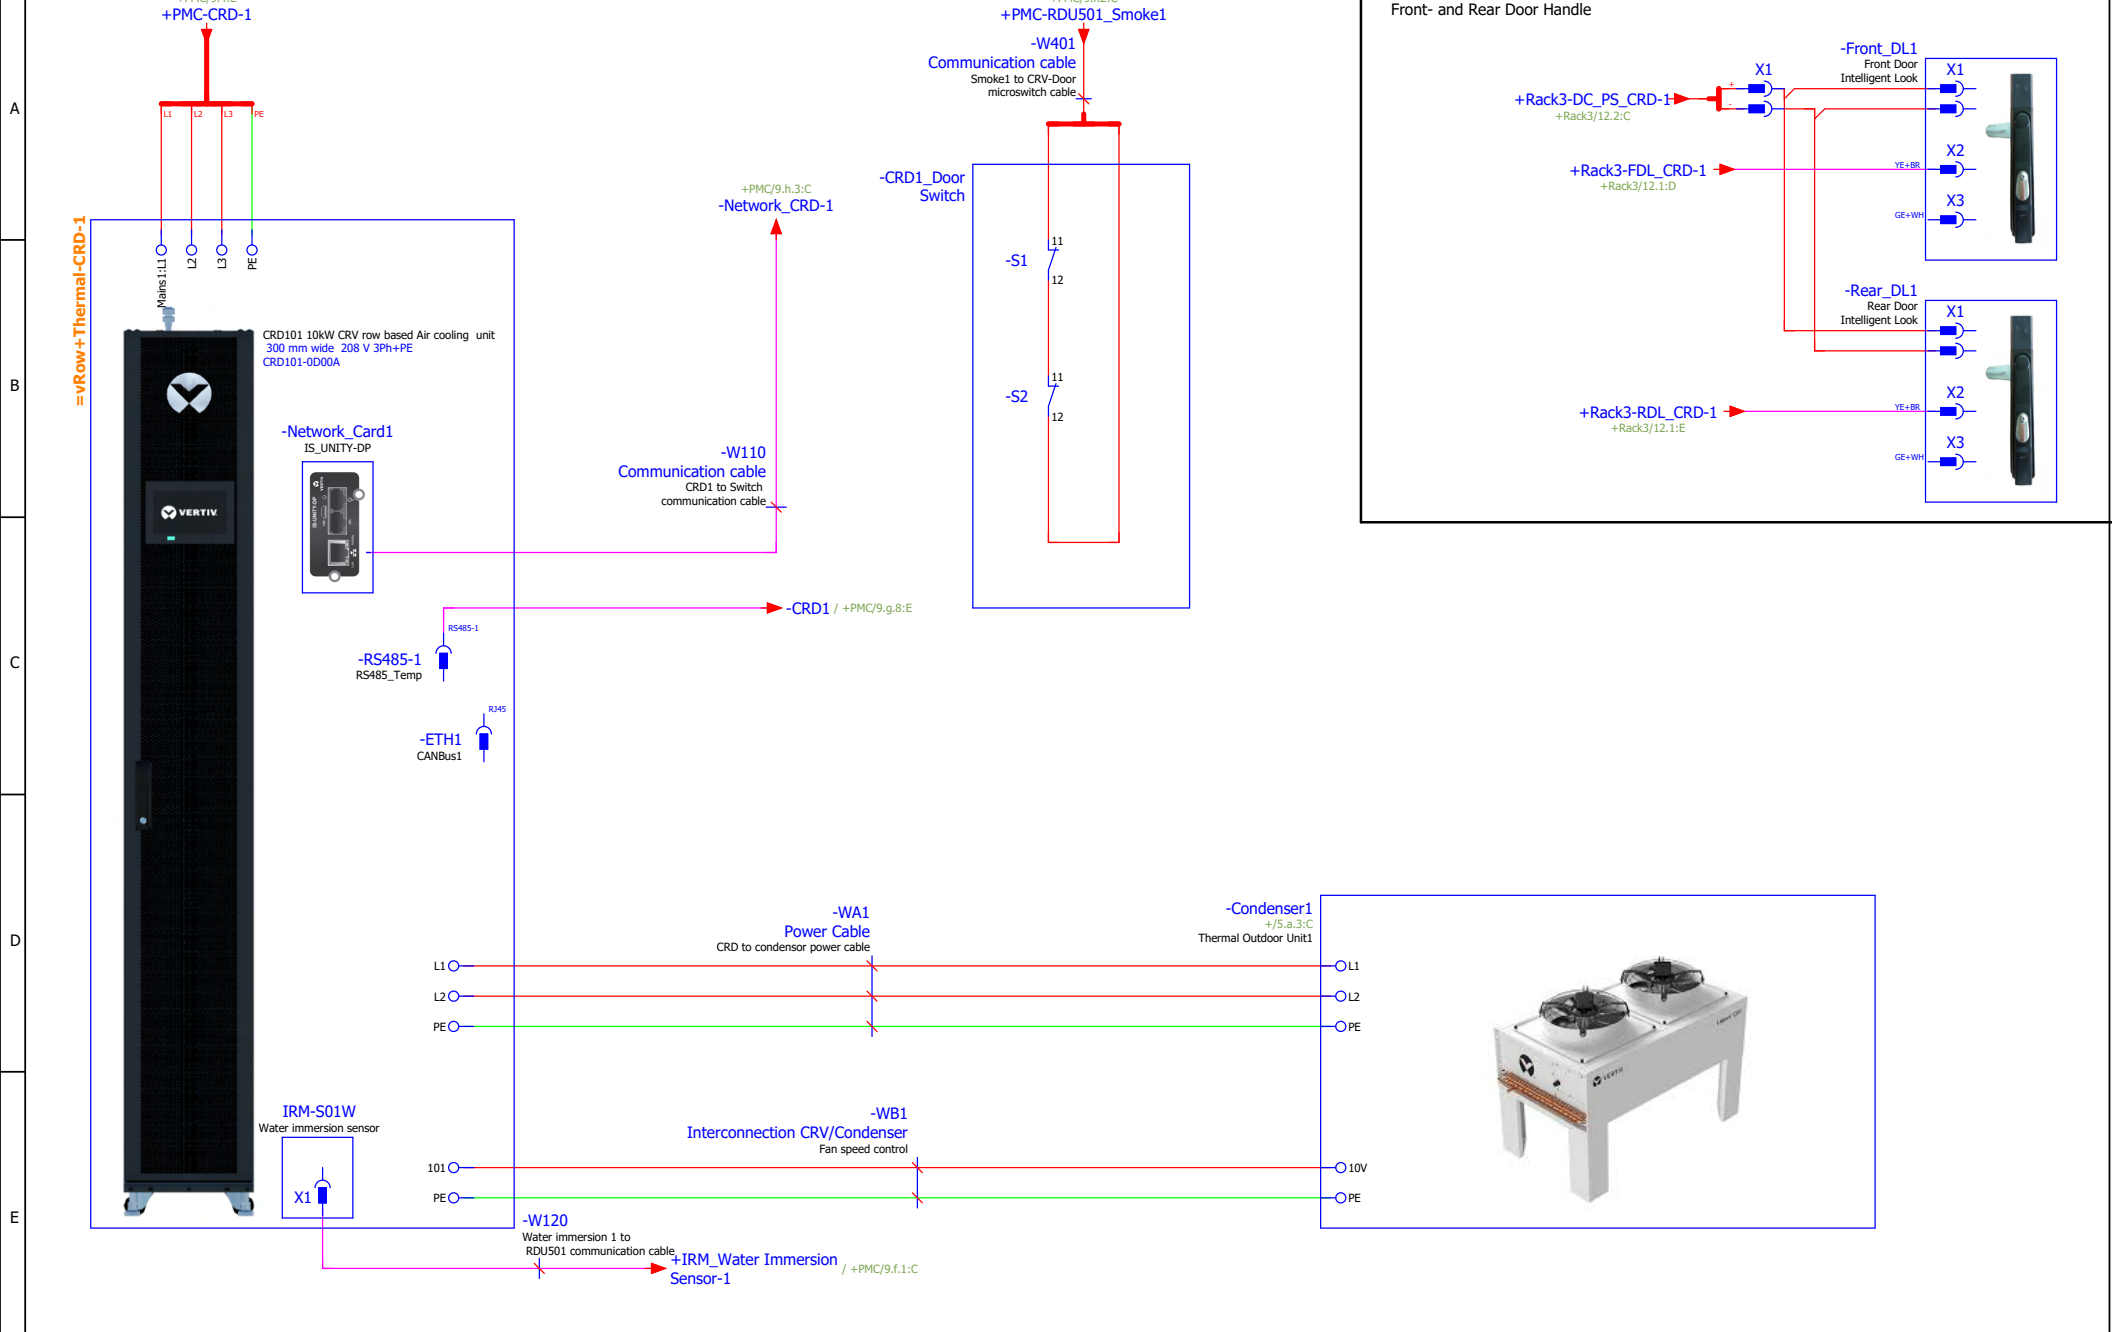 +PMC-CRD-1
L1
L2
L3
PE
=vRow+Thermal-CRD-1
Mains1:L1
L2
L3
PE
CRD101 10kW CRV row based Air cooling unit
300 mm wide 208 V 3Ph+PE
CRD101-0D00A
VERTIV.
-Network_Card1
IS_UNITY-DP
IS-UNITY-DP
+PMC/9.h.3:C
-Network_CRD-1
-W110
Communication cable
CRD1 to Switch
communication cable
-CRD1 / +PMC/9.g.8:E
RS485-1
-RS485-1
RS485_Temp
RJ45
-ETH1
CANBus1
+PMC-RDU501_Smoke1
-W401
Communication cable
Smoke1 to CRV-Door
microswitch cable
-CRD1_Door
Switch
-S1
11
12
-S2
11
12
Front- and Rear Door Handle
-Front_DL1
Front Door
Intelligent Look
X1
X1
+
-
+Rack3-DC_PS_CRD-1
+Rack3/12.2:C
+Rack3-FDL_CRD-1
+Rack3/12.1:D
YE+BR
X2
GE+WH
X3
-Rear_DL1
Rear Door
Intelligent Look
X1
+Rack3-RDL_CRD-1
+Rack3/12.1:E
YE+BR
X2
GE+WH
X3
-WA1
Power Cable
CRD to condensor power cable
-Condenser1
+/5.a.3:C
Thermal Outdoor Unit1
L1
L1
L2
L2
PE
PE
VERTIV
IRM-S01W
Water immersion sensor
X1
-WB1
Interconnection CRV/Condenser
Fan speed control
101
10V
PE
PE
-W120
Water immersion 1 to
RDU501 communication cable
+IRM_Water Immersion
Sensor-1
/ +PMC/9.f.1:C
A
B
C
D
E